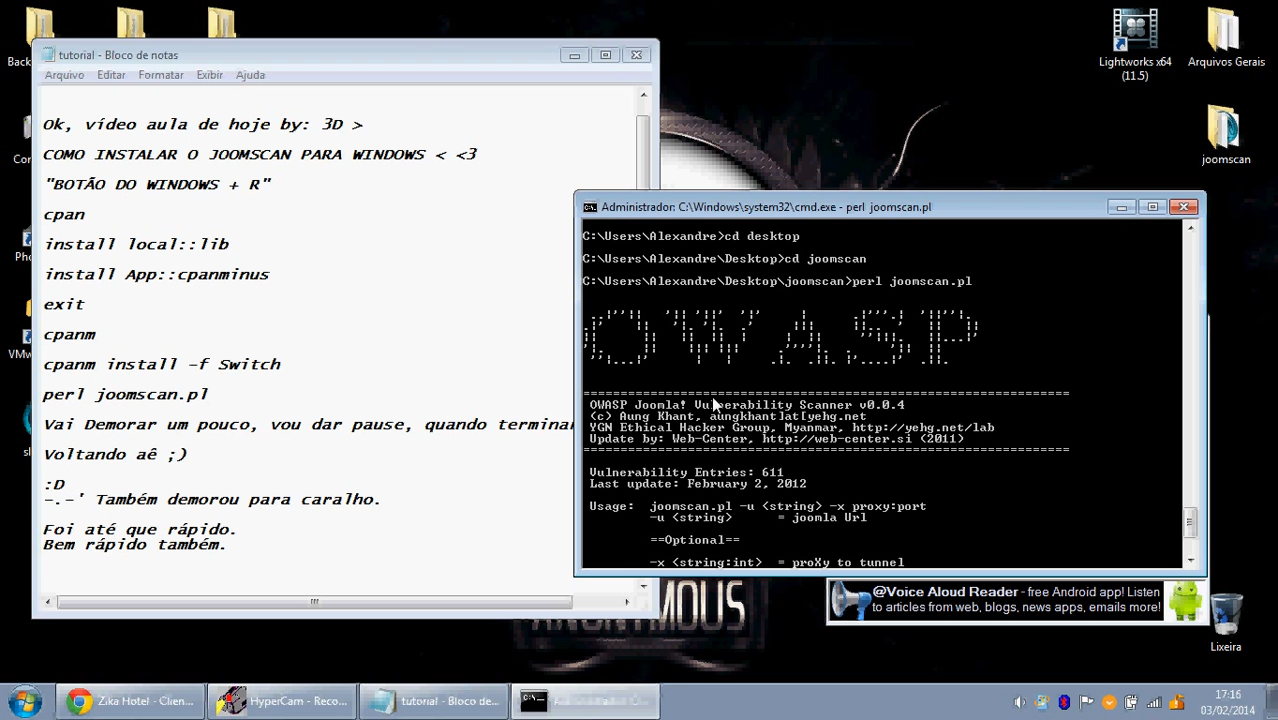 Back
tutorial - Bloco de notas
Arquivo Editar Formatar Exibir Ajuda
Ok, vídeo aula de hoje by: 3D >
COMO INSTALAR O JOOMSCAN PARA WINDOWS < <3
"BOTÃO DO WINDOWS + R"
cpan
install local::lib
install App::cpanminus
exit
cpanm
cpanm install -f Switch
perl joomscan.pl
Vai Demorar um pouco, vou dar pause, quando terminar
Voltando aê ;)
:D
-.-' Também demorou para caralho.
Foi até que rápido.
Bem rápido também.
Lightworks x64
(11.5)
Arquivos Gerais
joomscan
Administrador: C:\Windows\system32\cmd.exe - perl joomscan.pl
C:\Users\Alexandre>cd desktop
C:\Users\Alexandre\Desktop>cd joomscan
C:\Users\Alexandre\Desktop\joomscan>perl joomscan.pl
OWASP
OWASP Joomla! Vulnerability Scanner v0.0.4
(c) Aung Khant, aungkhant]at[yehg.net
YGN Ethical Hacker Group, Myanmar, http://yehg.net/lab
Update by: Web-Center, http://web-center.si (2011)
Vulnerability Entries: 611
Last update: February 2, 2012
Usage: joomscan.pl -u <string> -x proxy:port
-u <string> = joomla Url
==Optional==
-x <string:int> = proXy to tunnel
@Voice Aloud Reader - free Android app! Listen
to articles from web, blogs, news apps, emails more!
Lixeira
Zika Hotel - Clien...
HyperCam - Reco...
tutorial - Bloco de...
17:16
03/02/2014